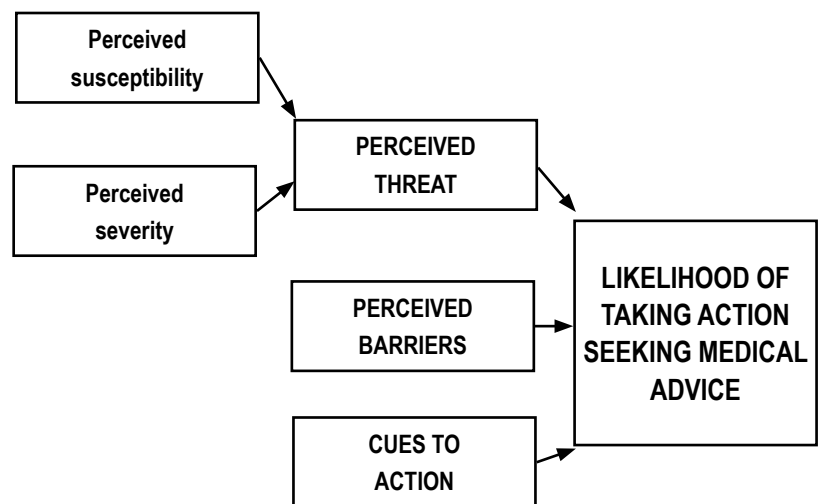 Perceived
susceptibility
Perceived
severity
PERCEIVED
THREAT
PERCEIVED
BARRIERS
CUES TO
ACTION
LIKELIHOOD OF
TAKING ACTION
SEEKING MEDICAL
ADVICE